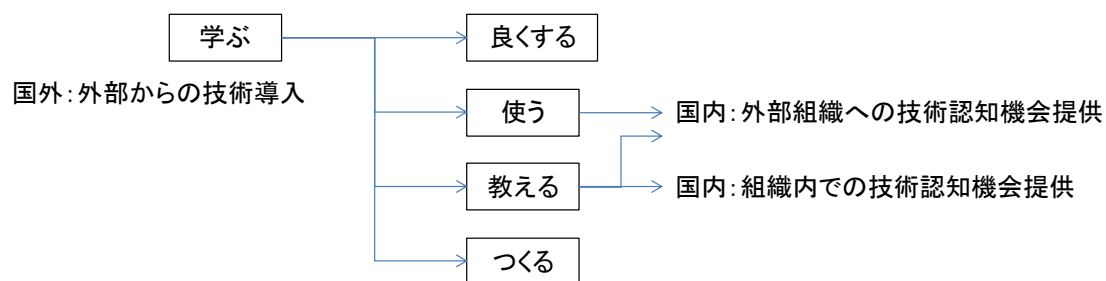 学ぶ
良くする
国外：外部からの技術導入
使う
国内：外部組織への技術認知機会提供
教える
国内：組織内での技術認知機会提供
つくる